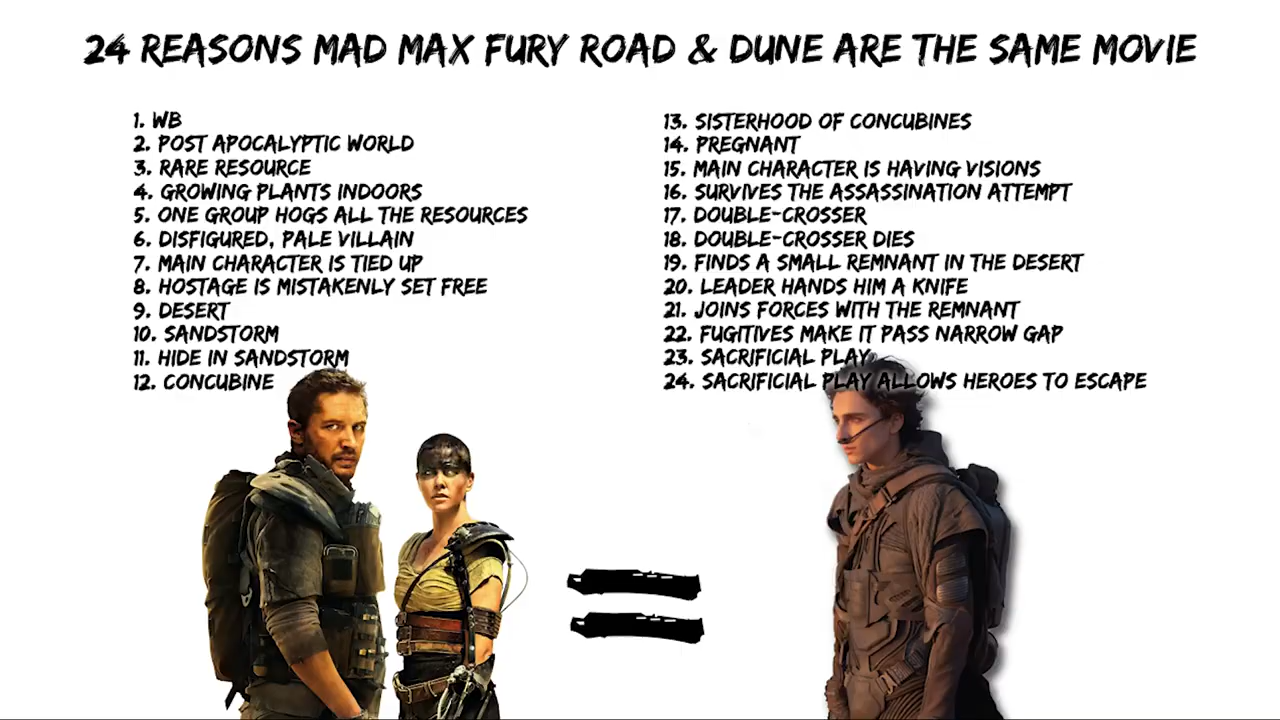 24 REASONS MAD MAX FURY ROAD & DUNE ARE THE SAME MOVIE
1. WB
2. POST APOCALYPTIC WORLD
3. RARE RESOURCE
4. GROWING PLANTS INDOORS
5. ONE GROUP HOGS ALL THE RESOURCES
6. DISFIGURED, PALE VILLAIN
7. MAIN CHARACTER IS TIED UP
8. HOSTAGE IS MISTAKENLY SET FREE
9. DESERT
10. SANDSTORM
11. HIDE IN SANDSTORM
12. CONCUBINE
13. SISTERHOOD OF CONCUBINES
14. PREGNANT
15. MAIN CHARACTER IS HAVING VISIONS
16. SURVIVES THE ASSASSINATION ATTEMPT
17. DOUBLE-CROSSER
18. DOUBLE-CROSSER DIES
19. FINDS A SMALL REMNANT IN THE DESERT
20. LEADER HANDS HIM A KNIFE
21. JOINS FORCES WITH THE REMNANT
22. FUGITIVES MAKE IT PASS NARROW GAP
23. SACRIFICIAL PLAY
24. SACRIFICIAL PLAY ALLOWS HEROES TO ESCAPE